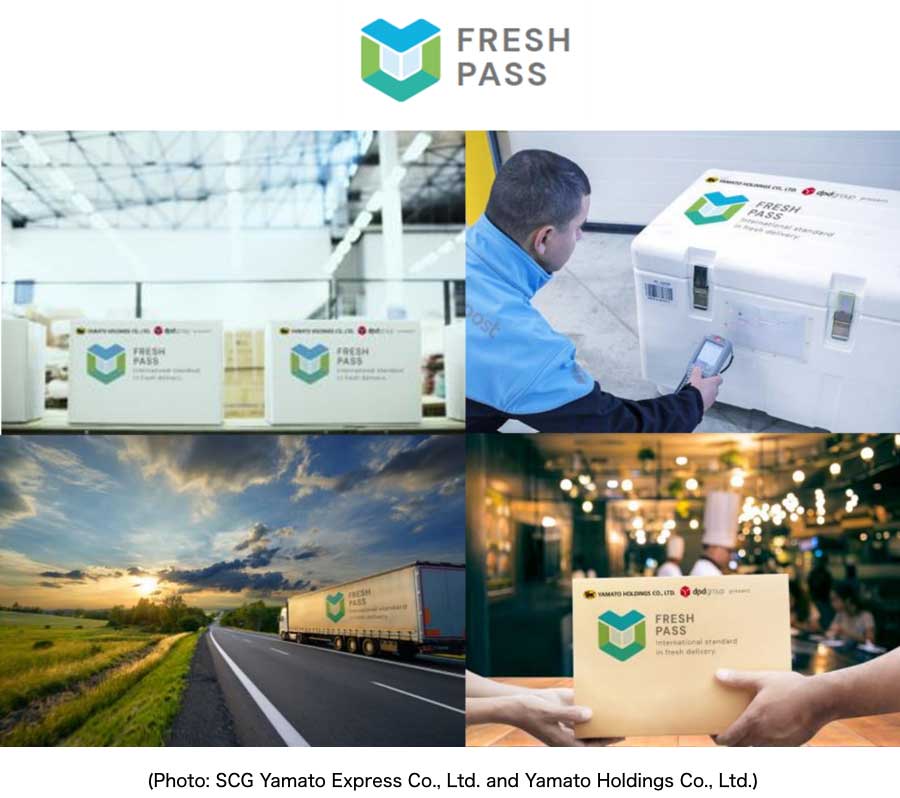 FRESH
PASS
YAMATO HOLDINGS CO., LTD. dpdgroup present
FRESH
PASS
International standard
in fresh delivery.
YAMATO HOLDINGS CO., LTD. dpdgroup present
FRESH
PASS
International standard
in fresh delivery.
YAMATO HOLDINGS CO., LTD. dpdgroup present
FRESH
PASS
International standard
in fresh delivery.
post
FRESH
PASS
International standard
in fresh delivery.
YAMATO HOLDINGS CO., LTD. dpdgroup present
FRESH
PASS
International standard
in fresh delivery.
(Photo: SCG Yamato Express Co., Ltd. and Yamato Holdings Co., Ltd.)